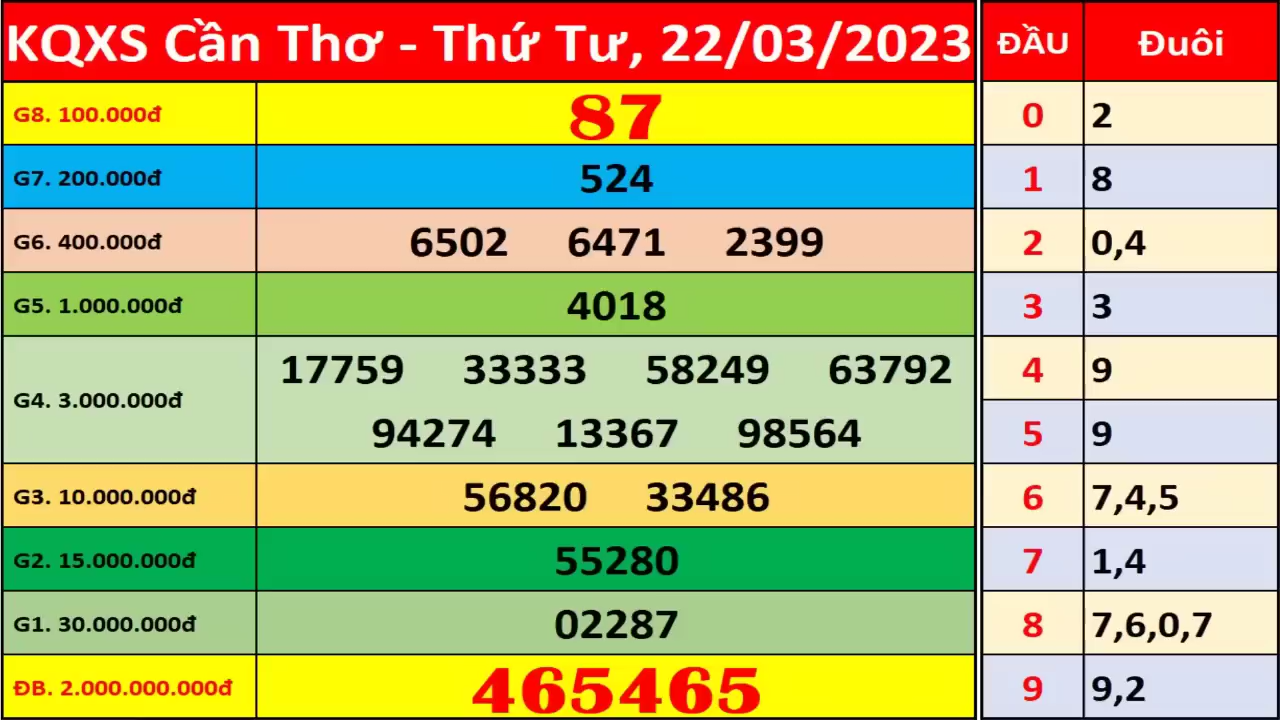 KQXS Cần Thơ - Thứ Tư, 22/03/2023
G8. 100.000đ 87
G7. 200.000đ 524
G6. 400.000đ 6502 6471 2399
G5. 1.000.000đ 4018
G4. 3.000.000đ 17759 33333 58249 63792
94274 13367 98564
G3. 10.000.000đ 56820 33486
G2. 15.000.000đ 55280
G1. 30.000.000đ 02287
ĐB. 2.000.000.000đ 465465
ĐẦU Đuôi
0 2
1 8
2 0,4
3 3
4 9
5 9
6 7,4,5
7 1,4
8 7,6,0,7
9 9,2